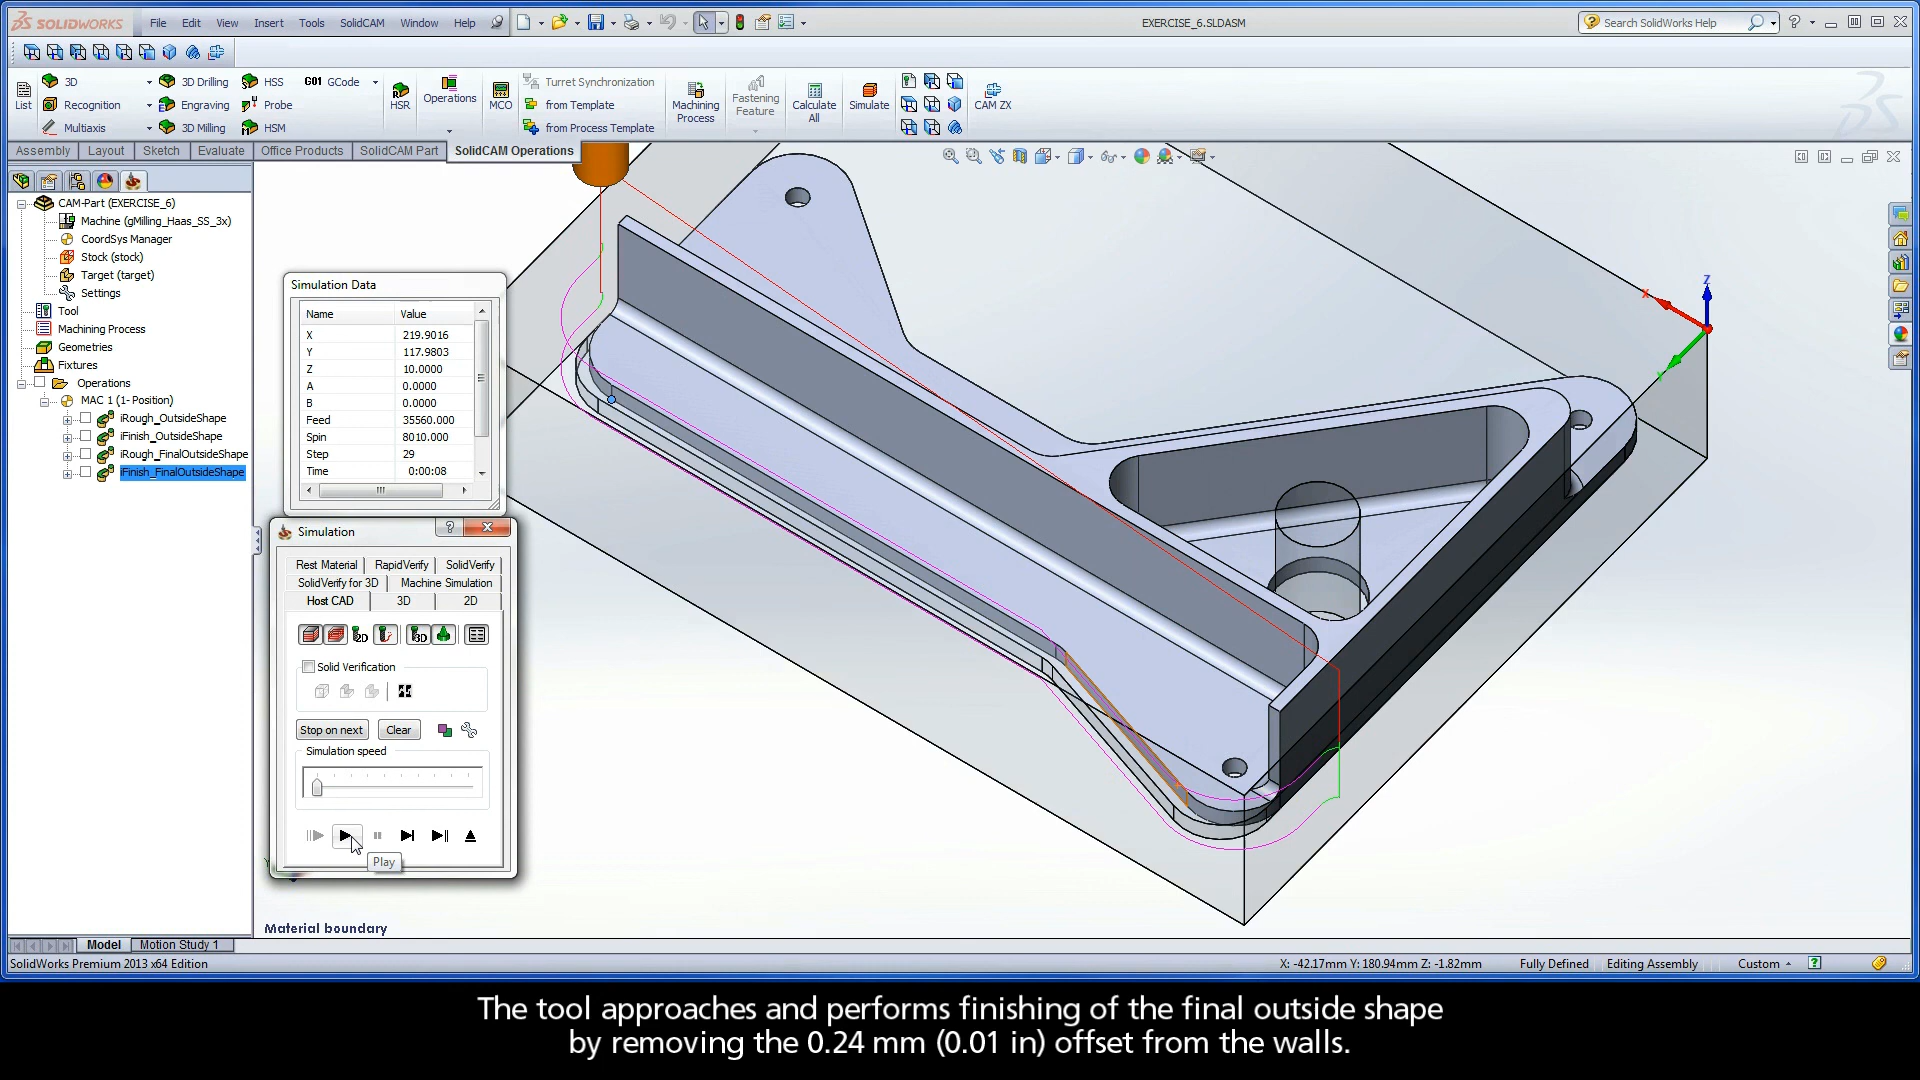 SOLIDWORKS File Edit View Insert Tools SolidCAM Window Help EXERCISE_6.SLDASM Search SolidWorks Help
3D 3D Drilling HSS G01 GCode
List Recognition Engraving Probe HSR Operations MCO
Multiaxis 3D Milling HSM
Turret Synchronization
from Template
from Process Template
Machining Process
Fastening Feature
Calculate All
Simulate
CAM ZX
Assembly Layout Sketch Evaluate Office Products SolidCAM Part SolidCAM Operations
CAM-Part (EXERCISE_6)
Machine (gMilling_Haas_SS_3x)
CoordSys Manager
Stock (stock)
Target (target)
Settings
Tool
Machining Process
Geometries
Fixtures
Operations
MAC 1 (1- Position)
iRough_OutsideShape
iFinish_OutsideShape
iRough_FinalOutsideShape
iFinish_FinalOutsideShape
Simulation Data
Name Value
X 219.9016
Y 117.9803
Z 10.0000
A 0.0000
B 0.0000
Feed 35560.000
Spin 8010.000
Step 29
Time 0:00:08
Simulation
Rest Material RapidVerify SolidVerify
SolidVerify for 3D Machine Simulation
Host CAD 3D 2D
2D 3D
Solid Verification
Stop on next Clear
Simulation speed
Play
Z
X
Y
Material boundary
Model Motion Study 1
SolidWorks Premium 2013 x64 Edition X: -42.17mm Y: 180.94mm Z: -1.82mm Fully Defined Editing Assembly Custom
The tool approaches and performs finishing of the final outside shape
by removing the 0.24 mm (0.01 in) offset from the walls.